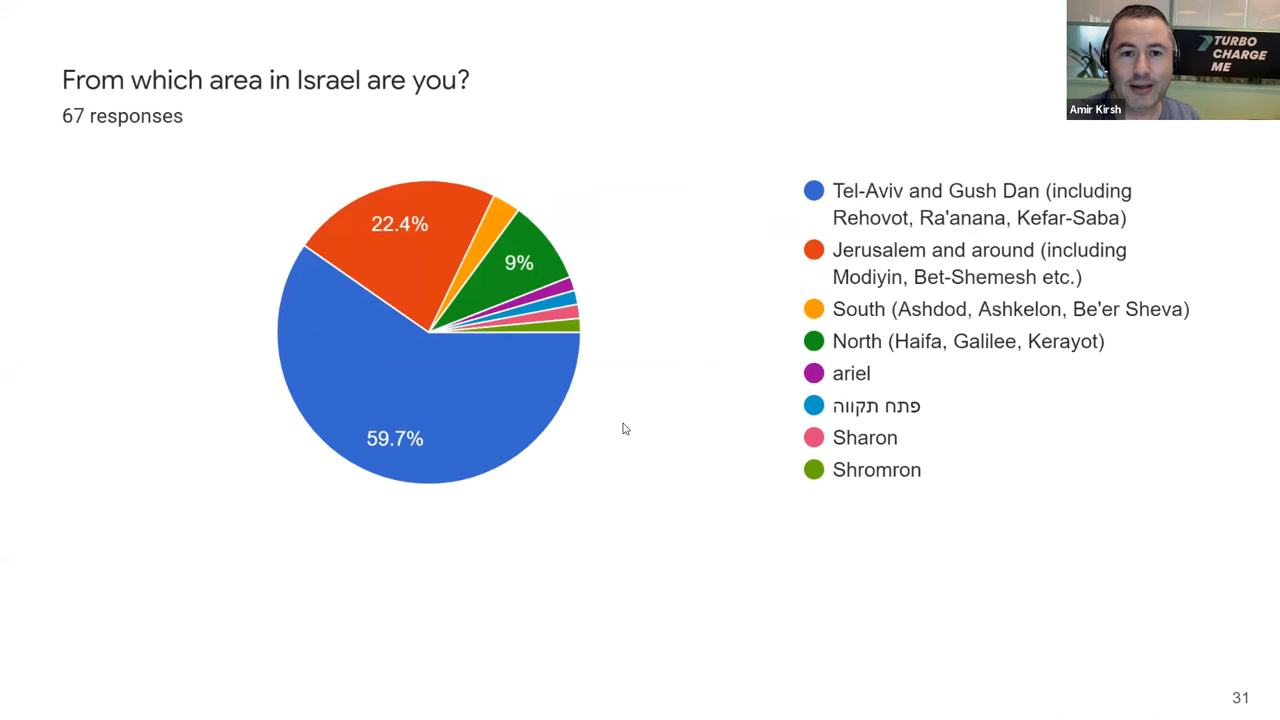 From which area in Israel are you?
67 responses
TURBO
CHARGE
ME
Amir Kirsh
22.4%
9%
59.7%
Tel-Aviv and Gush Dan (including
Rehovot, Ra'anana, Kefar-Saba)
Jerusalem and around (including
Modiyin, Bet-Shemesh etc.)
South (Ashdod, Ashkelon, Be'er Sheva)
North (Haifa, Galilee, Kerayot)
ariel
פתח תקווה
Sharon
Shromron
31